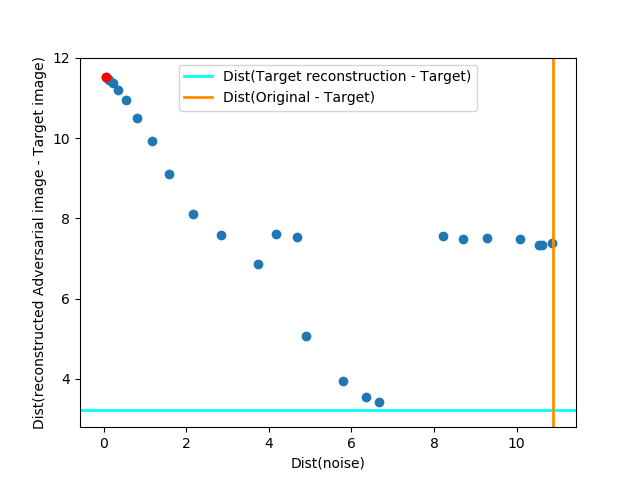 12
10
8
6
4
Dist(reconstructed Adversarial image - Target image)
Dist(Target reconstruction - Target)
Dist(Original - Target)
0 2 4 6 8 10
Dist(noise)